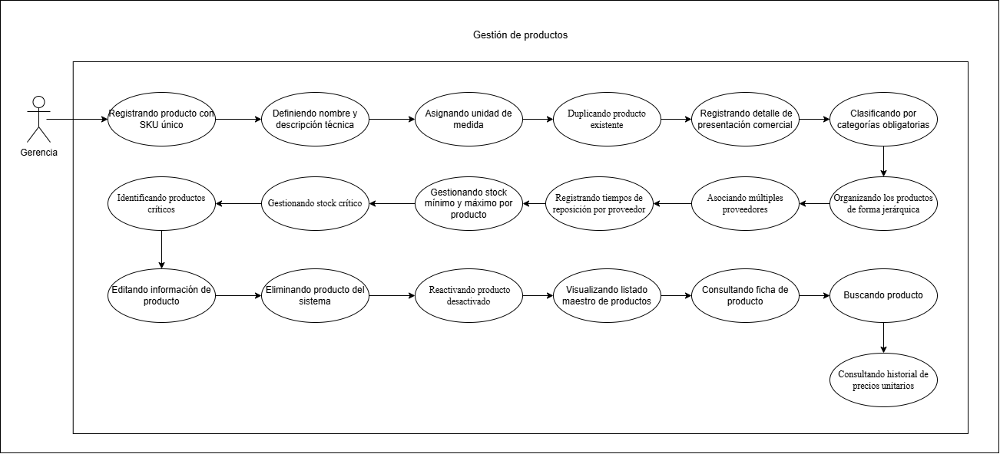 Gestión de productos
Gerencia
Registrando producto con
SKU único
Definiendo nombre y
descripción técnica
Asignando unidad de
medida
Duplicando producto
existente
Registrando detalle de
presentación comercial
Clasificando por
categorías obligatorias
Identificando productos
críticos
Gestionando stock crítico
Gestionando stock
mínimo y máximo por
producto
Registrando tiempos de
reposición por proveedor
Asociando múltiples
proveedores
Organizando los productos
de forma jerárquica
Editando información de
producto
Eliminando producto del
sistema
Reactivando producto
desactivado
Visualizando listado
maestro de productos
Consultando ficha de
producto
Buscando producto
Consultando historial de
precios unitarios